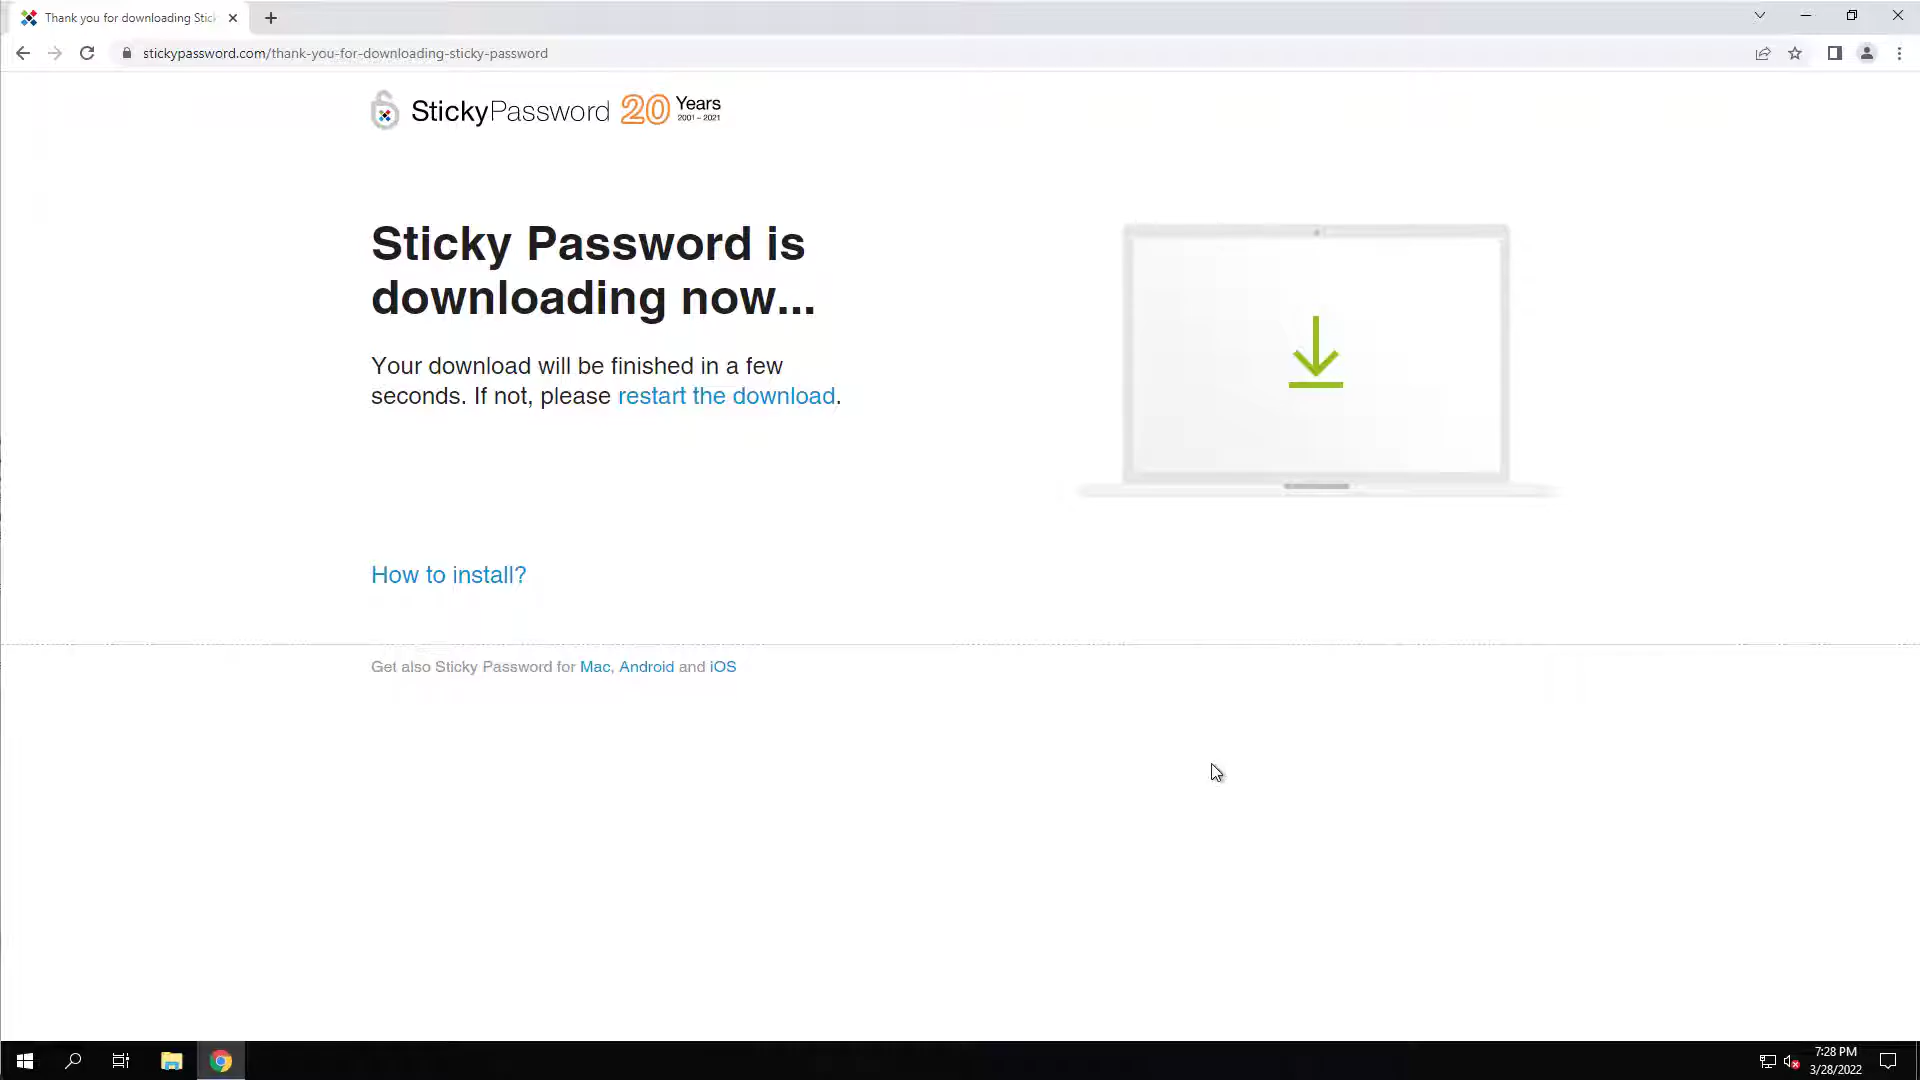 Thank you for downloading Stick
stickypassword.com/thank-you-for-downloading-sticky-password
StickyPassword 20 Years
2001 – 2021
Sticky Password is
downloading now...
Your download will be finished in a few
seconds. If not, please restart the download.
How to install?
Get also Sticky Password for Mac, Android and iOS
7:28 PM
3/28/2022